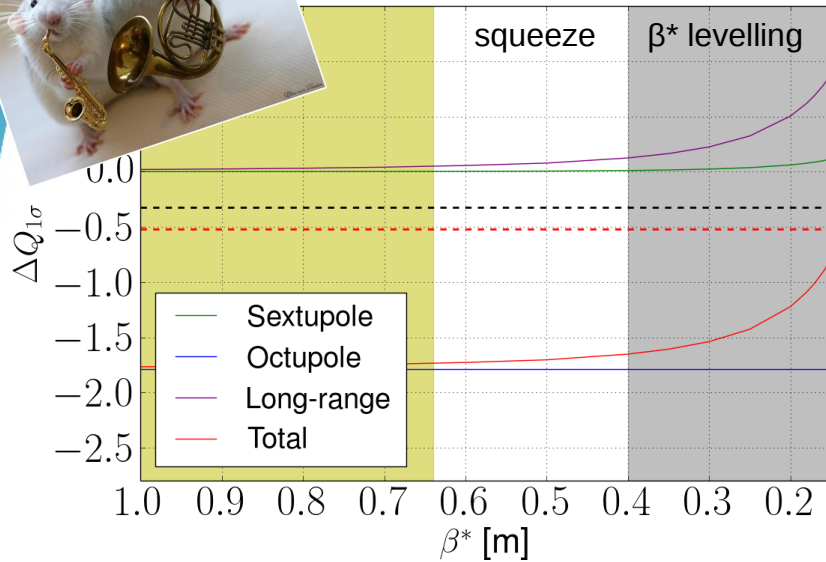 squeeze
β* levelling
0.0
−0.5
−1.0
−1.5
−2.0
−2.5
ΔQ1σ
Sextupole
Octupole
Long-range
Total
1.0 0.9 0.8 0.7 0.6 0.5 0.4 0.3 0.2
β* [m]